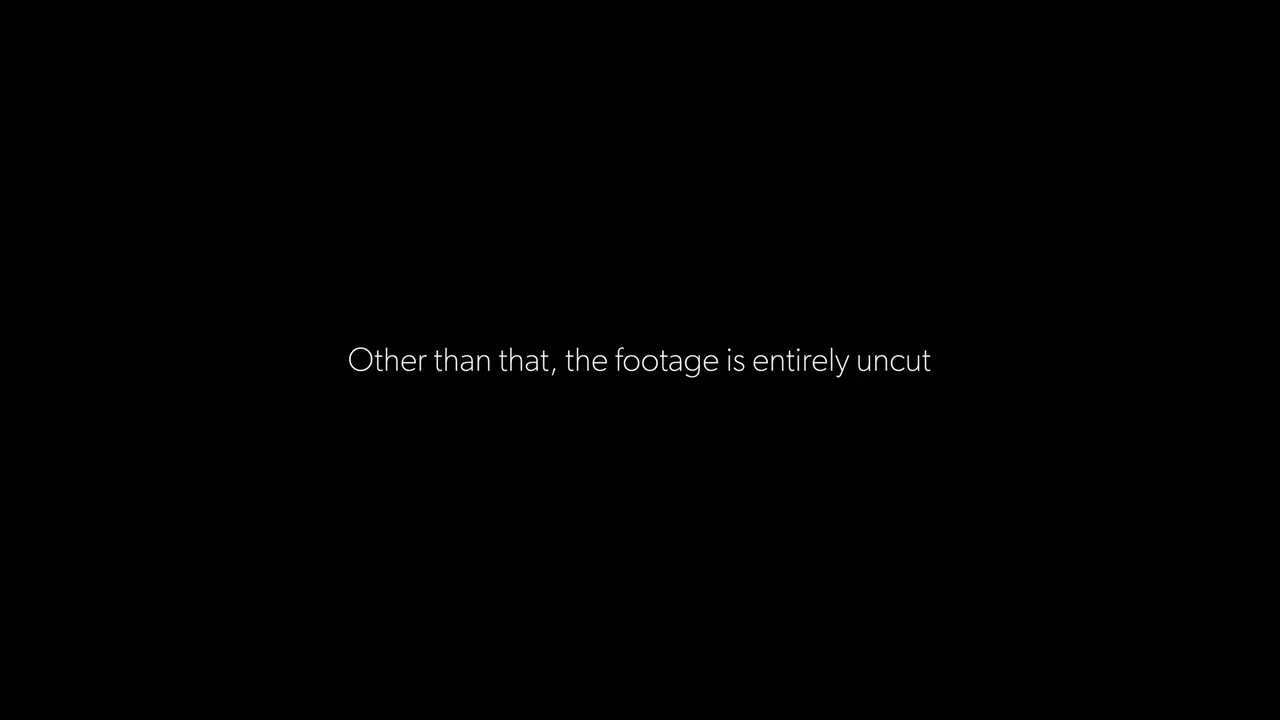 Other than that, the footage is entirely uncut